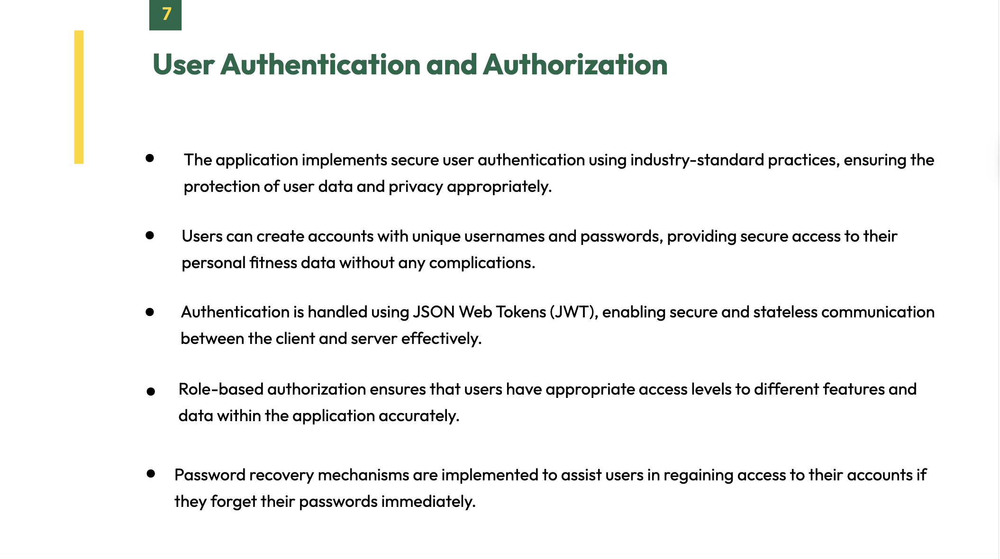 7
User Authentication and Authorization
● The application implements secure user authentication using industry-standard practices, ensuring the
protection of user data and privacy appropriately.
● Users can create accounts with unique usernames and passwords, providing secure access to their
personal fitness data without any complications.
● Authentication is handled using JSON Web Tokens (JWT), enabling secure and stateless communication
between the client and server effectively.
● Role-based authorization ensures that users have appropriate access levels to different features and
data within the application accurately.
● Password recovery mechanisms are implemented to assist users in regaining access to their accounts if
they forget their passwords immediately.